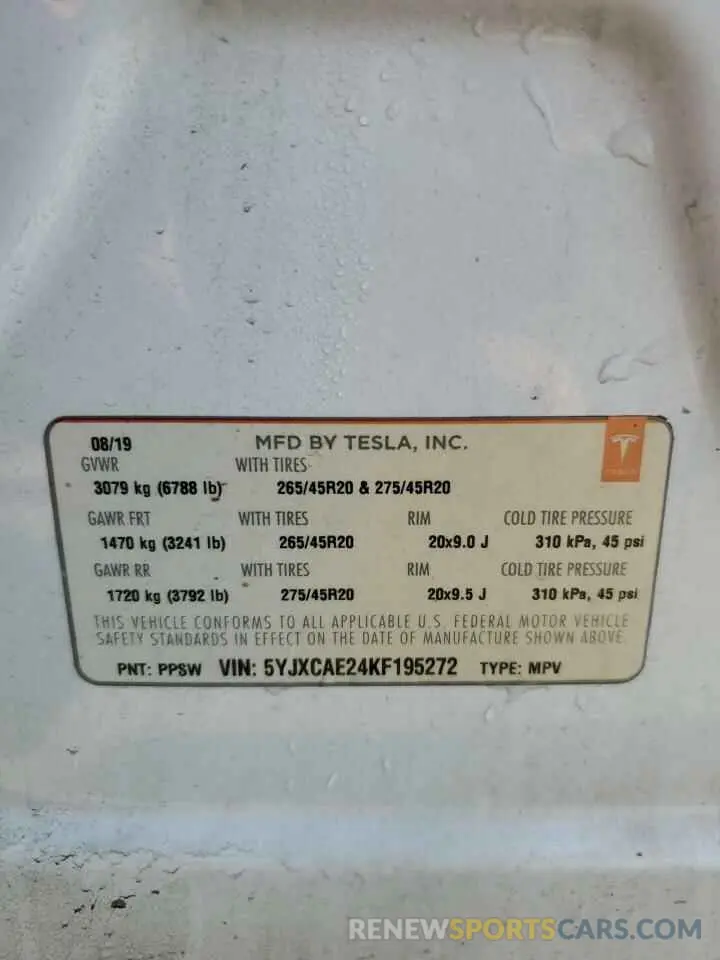 08/19 MFD BY TESLA, INC.
GVWR WITH TIRES
3079 kg (6788 lb) 265/45R20 & 275/45R20
GAWR FRT WITH TIRES RIM COLD TIRE PRESSURE
1470 kg (3241 lb) 265/45R20 20x9.0 J 310 kPa, 45 psi
GAWR RR WITH TIRES RIM COLD TIRE PRESSURE
1720 kg (3792 lb) 275/45R20 20x9.5 J 310 kPa, 45 psi
THIS VEHICLE CONFORMS TO ALL APPLICABLE U.S. FEDERAL MOTOR VEHICLE
SAFETY STANDARDS IN EFFECT ON THE DATE OF MANUFACTURE SHOWN ABOVE.
PNT: PPSW VIN: 5YJXCAE24KF195272 TYPE: MPV
RENEWSPORTSCARS.COM